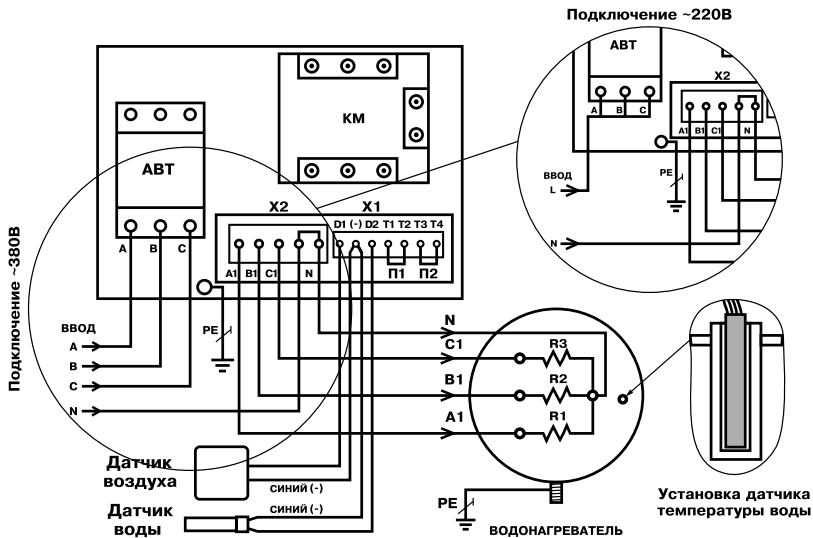 Подключение ~220В
АВТ
X2
A B C
A1 B1 C1 N
ВВОД
L
PE
N
Подключение ~380В
КМ
АВТ
A B C
X2 X1
D1 (-) D2 T1 T2 T3 T4
A1 B1 C1 N
П1 П2
PE
ВВОД
A
B
C
N
N
C1
B1
A1
R3
R2
R1
Датчик
воздуха
СИНИЙ (-)
Датчик
воды
СИНИЙ (-)
PE
ВОДОНАГРЕВАТЕЛЬ
Установка датчика
температуры воды